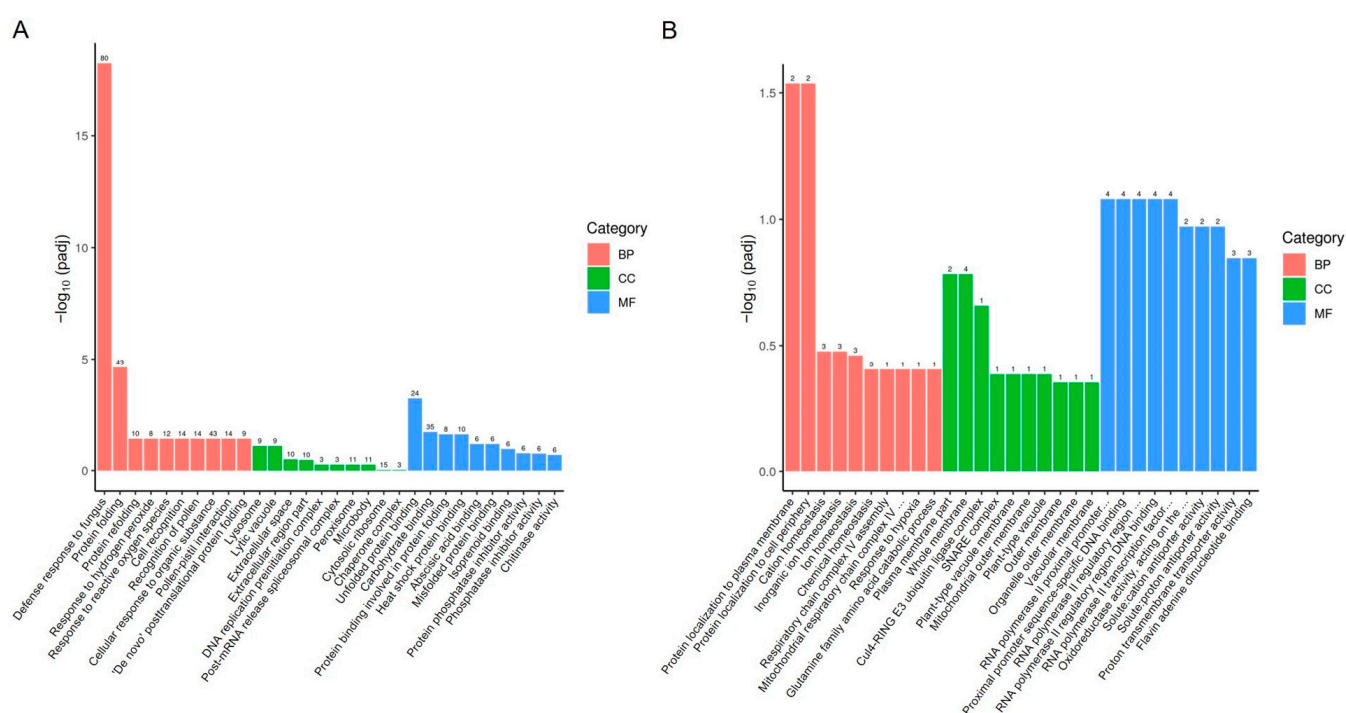 A
−log10 (padj)
15
10
5
0
80
43
10
8
12
14
14
43
14
9
9
9
10
10
3
3
11
11
15
3
24
35
8
10
6
6
6
6
6
6
Defense response to fungus
Protein folding
Protein refolding
Response to hydrogen peroxide
Response to reactive oxygen species
Cell recognition
Recognition of pollen
Cellular response to organic substance
Pollen-pistil interaction
'De novo' posttranslational protein folding
Lysosome
Lytic vacuole
Extracellular space
Extracellular region part
DNA replication preinitiation complex
Post-mRNA release spliceosomal complex
Peroxisome
Microbody
Cytosolic ribosome
Chaperone complex
Unfolded protein binding
Carbohydrate binding
Protein binding involved in protein folding
Heat shock protein binding
Abscisic acid binding
Misfolded protein binding
Isoprenoid binding
Protein phosphatase inhibitor activity
Phosphatase inhibitor activity
Chitinase activity
Category
BP
CC
MF
B
−log10 (padj)
1.5
1.0
0.5
0.0
2
2
3
3
3
1
1
1
1
2
4
1
1
1
1
1
1
1
1
4
4
4
4
4
2
2
2
3
3
Protein localization to plasma membrane
Protein localization to cell periphery
Cation homeostasis
Inorganic ion homeostasis
Ion homeostasis
Chemical homeostasis
Respiratory chain complex IV assembly
Mitochondrial respiratory chain complex IV ...
Response to hypoxia
Glutamine family amino acid catabolic process
Plasma membrane part
Whole membrane
Cul4-RING E3 ubiquitin ligase complex
SNARE complex
Plant-type vacuole membrane
Mitochondrial outer membrane
Plant-type vacuole
Outer membrane
Organelle outer membrane
Vacuolar membrane
RNA polymerase II proximal promoter...
Proximal promoter sequence-specific DNA binding
RNA polymerase II regulatory region...
RNA polymerase II regulatory region DNA binding
RNA polymerase II transcription factor...
Oxidoreductase activity, acting on the ...
Solute:cation antiporter activity
Solute:proton antiporter activity
Proton transmembrane transporter activity
Flavin adenine dinucleotide binding
Category
BP
CC
MF